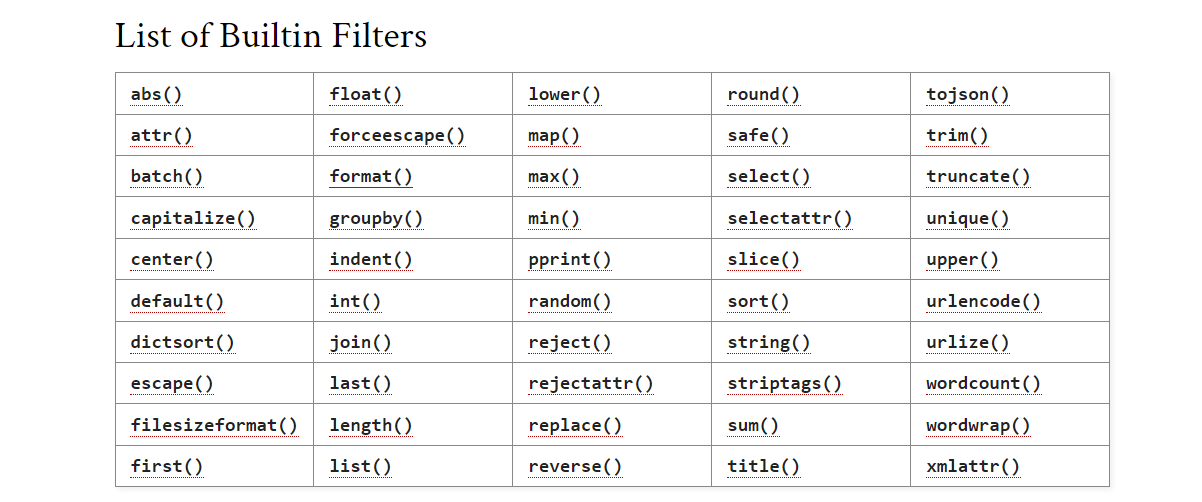 List of Builtin Filters
abs() float() lower() round() tojson()
attr() forceescape() map() safe() trim()
batch() format() max() select() truncate()
capitalize() groupby() min() selectattr() unique()
center() indent() pprint() slice() upper()
default() int() random() sort() urlencode()
dictsort() join() reject() string() urlize()
escape() last() rejectattr() striptags() wordcount()
filesizeformat() length() replace() sum() wordwrap()
first() list() reverse() title() xmlattr()